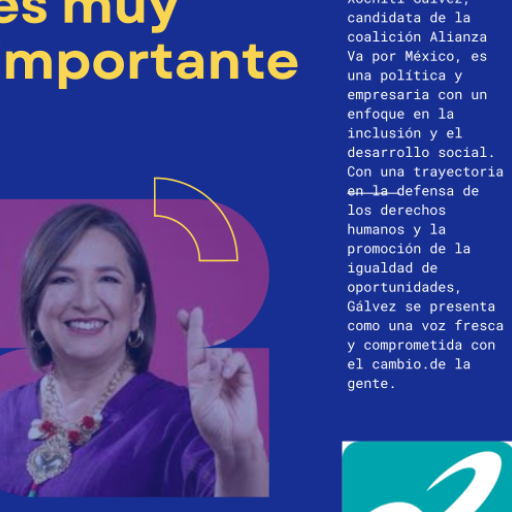 es muy
importante
Xóchitl Gálvez,
candidata de la
coalición Alianza
Va por México, es
una política y
empresaria con un
enfoque en la
inclusión y el
desarrollo social.
Con una trayectoria
en la defensa de
los derechos
humanos y la
promoción de la
igualdad de
oportunidades,
Gálvez se presenta
como una voz fresca
y comprometida con
el cambio.de la
gente.